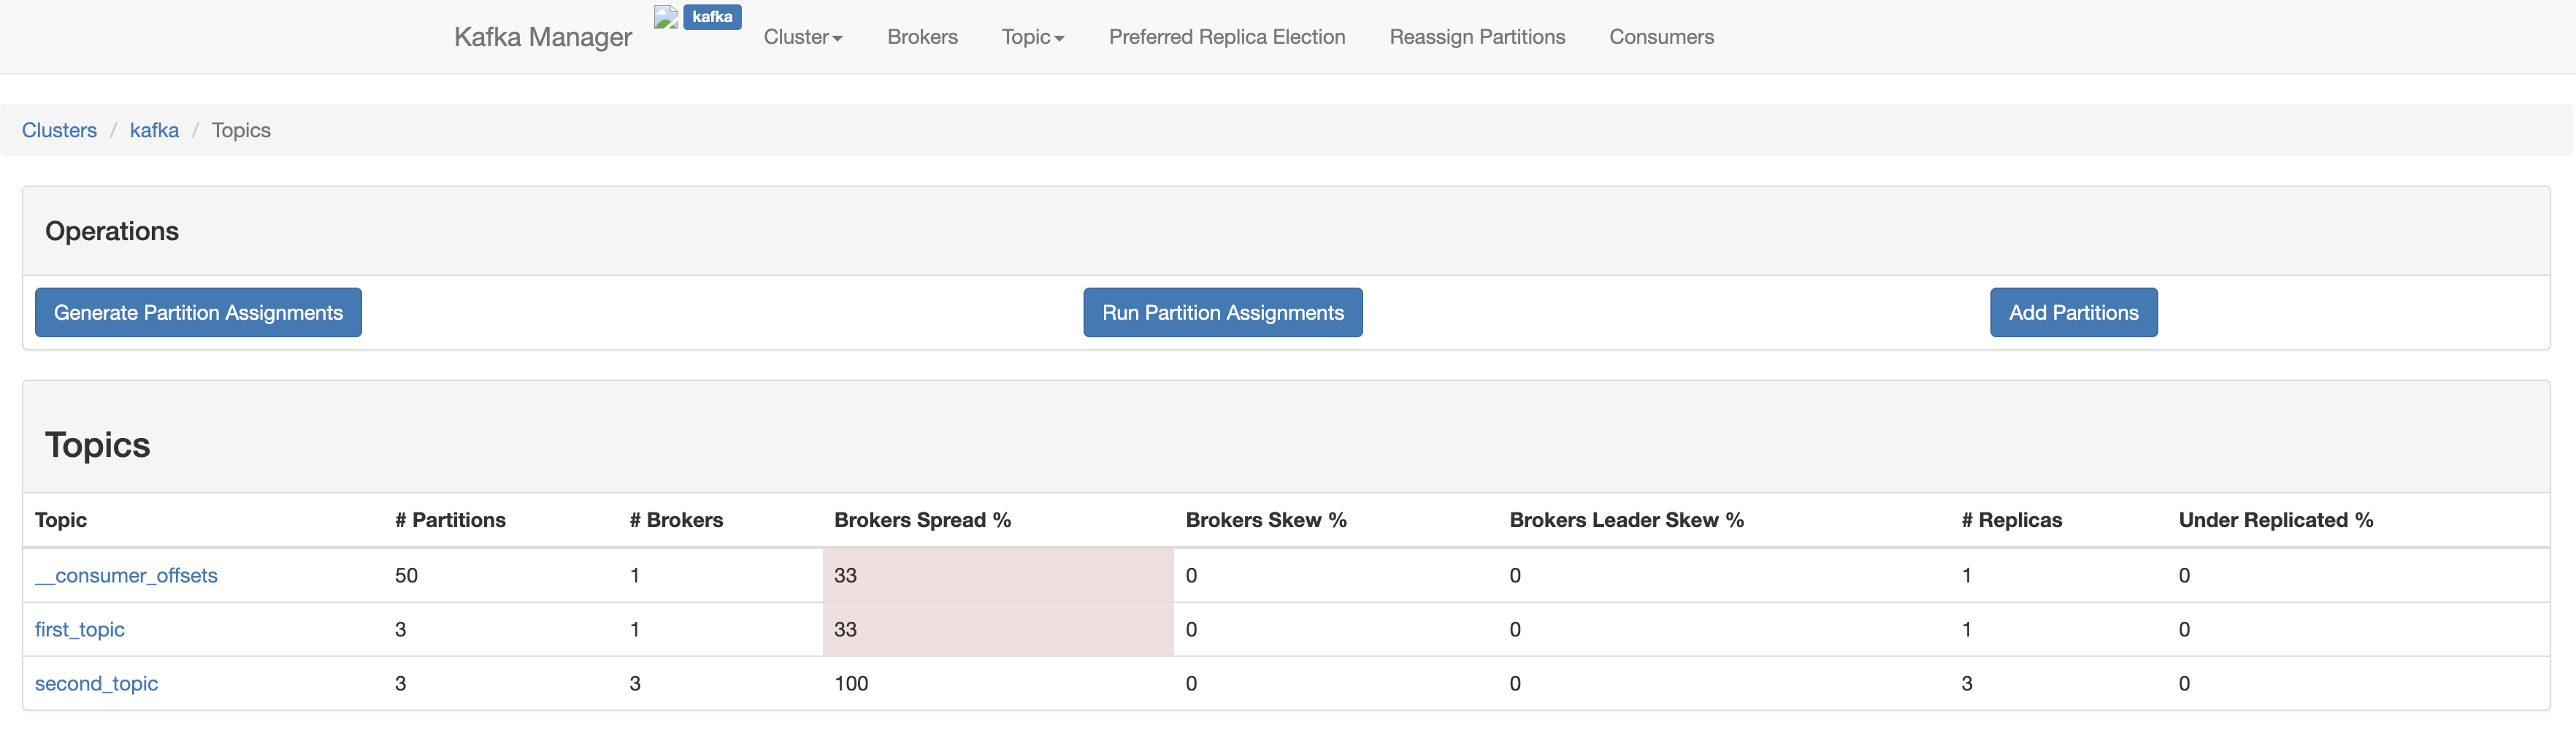 Kafka Manager kafka Cluster Brokers Topic Preferred Replica Election Reassign Partitions Consumers
Clusters / kafka / Topics
Operations
Generate Partition Assignments Run Partition Assignments Add Partitions
Topics
Topic # Partitions # Brokers Brokers Spread % Brokers Skew % Brokers Leader Skew % # Replicas Under Replicated %
__consumer_offsets 50 1 33 0 0 1 0
first_topic 3 1 33 0 0 1 0
second_topic 3 3 100 0 0 3 0